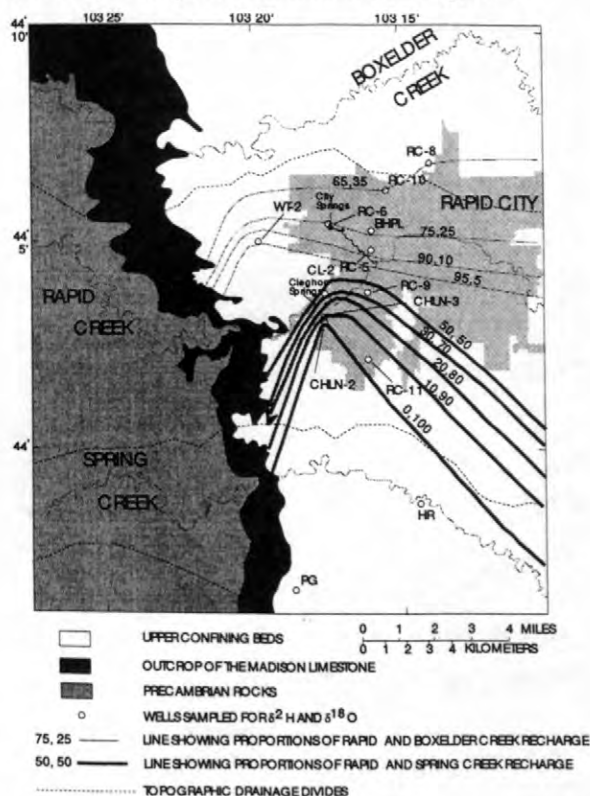 103 25' 103 20' 103 15'
44
10'
BOXELDER
CREEK
RC-8
RC-10
65, 35
City
Springs
WT-2
RC-6
RAPID CITY
BHPL
75, 25
44
5'
90, 10
RC-5
95, 5
CL-2
Cleghorn
Springs
RC-9
RAPID
CREEK
CHLN-3
50, 50
20, 80
10, 90
0, 100
CHLN-2
RC-11
44
SPRING
CREEK
HR
PG
UPPER CONFINING BEDS
0 1 2 3 4 MILES
0 1 2 3 4 KILOMETERS
OUTCROP OF THE MADISON LIMESTONE
PRECAMBRIAN ROCKS
WELLS SAMPLED FOR δ²H AND δ¹⁸O
75, 25 LINE SHOWING PROPORTIONS OF RAPID AND BOXELDER CREEK RECHARGE
50, 50 LINE SHOWING PROPORTIONS OF RAPID AND SPRING CREEK RECHARGE
TOPOGRAPHIC DRAINAGE DIVIDES